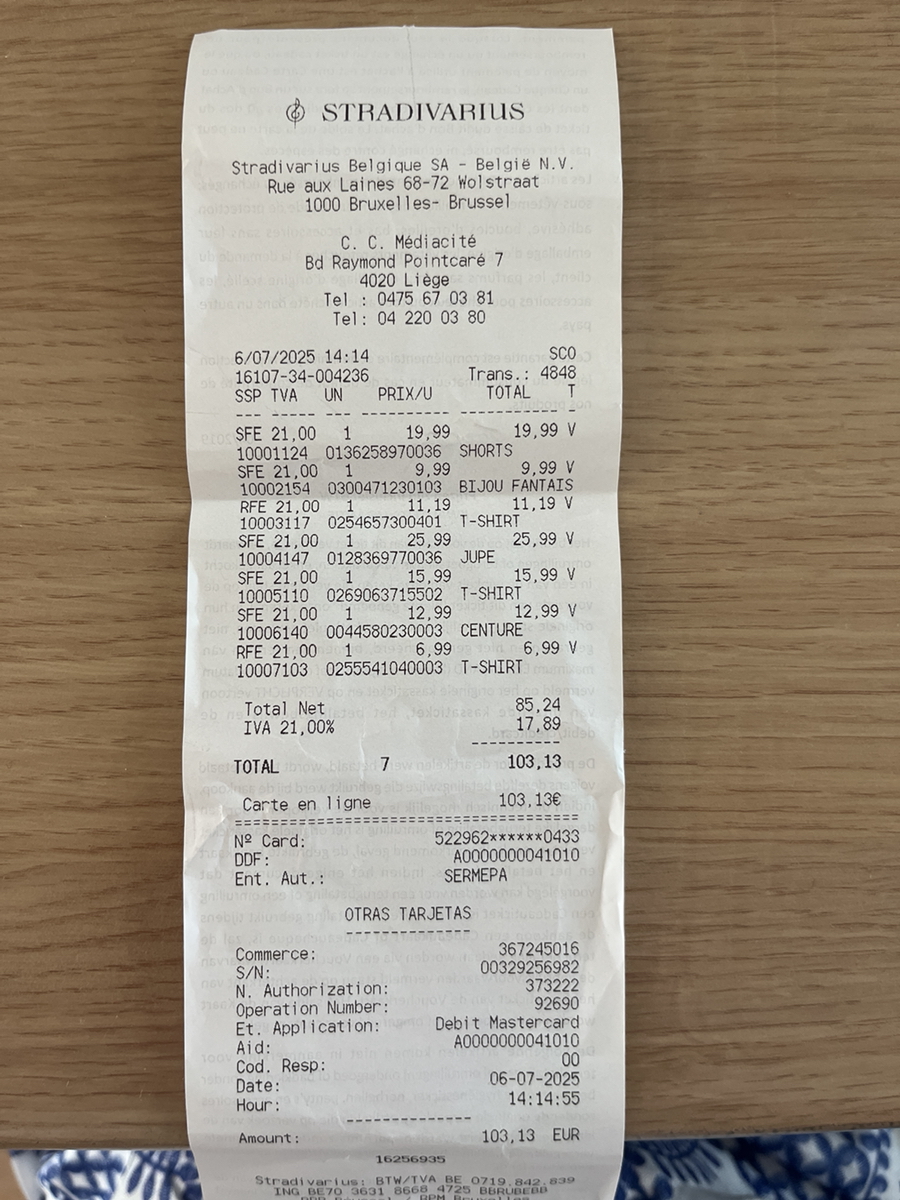 STRADIVARIUS
Stradivarius Belgique SA - België N.V.
Rue aux Laines 68-72 Wolstraat
1000 Bruxelles- Brussel
C. C. Médiacité
Bd Raymond Pointcaré 7
4020 Liège
Tel : 0475 67 03 81
Tel: 04 220 03 80
6/07/2025 14:14 SCO
16107-34-004236 Trans.: 4848
SSP TVA UN PRIX/U TOTAL T
--- ----- --- ---------- ----------- -
SFE 21,00 1 19,99 19,99 V
10001124 0136258970036 SHORTS
SFE 21,00 1 9,99 9,99 V
10002154 0300471230103 BIJOU FANTAIS
RFE 21,00 1 11,19 11,19 V
10003117 0254657300401 T-SHIRT
SFE 21,00 1 25,99 25,99 V
10004147 0128369770036 JUPE
SFE 21,00 1 15,99 15,99 V
10005110 0269063715502 T-SHIRT
SFE 21,00 1 12,99 12,99 V
10006140 0044580230003 CENTURE
RFE 21,00 1 6,99 6,99 V
10007103 0255541040003 T-SHIRT
Total Net 85,24
IVA 21,00% 17,89
----------
TOTAL 7 103,13
Carte en ligne 103,13€
========================================
Nº Card: 522962******0433
DDF: A0000000041010
Ent. Aut.: SERMEPA
OTRAS TARJETAS
--------------
Commerce: 367245016
S/N: 00329256982
N. Authorization: 373222
Operation Number: 92690
Et. Application: Debit Mastercard
Aid: A0000000041010
Cod. Resp: 00
Date: 06-07-2025
Hour: 14:14:55
--------------
Amount: 103,13 EUR
16256935
Stradivarius: BTW/TVA BE 0719.842.839
ING BE70 3631 8668 4725 BBRUBEBB